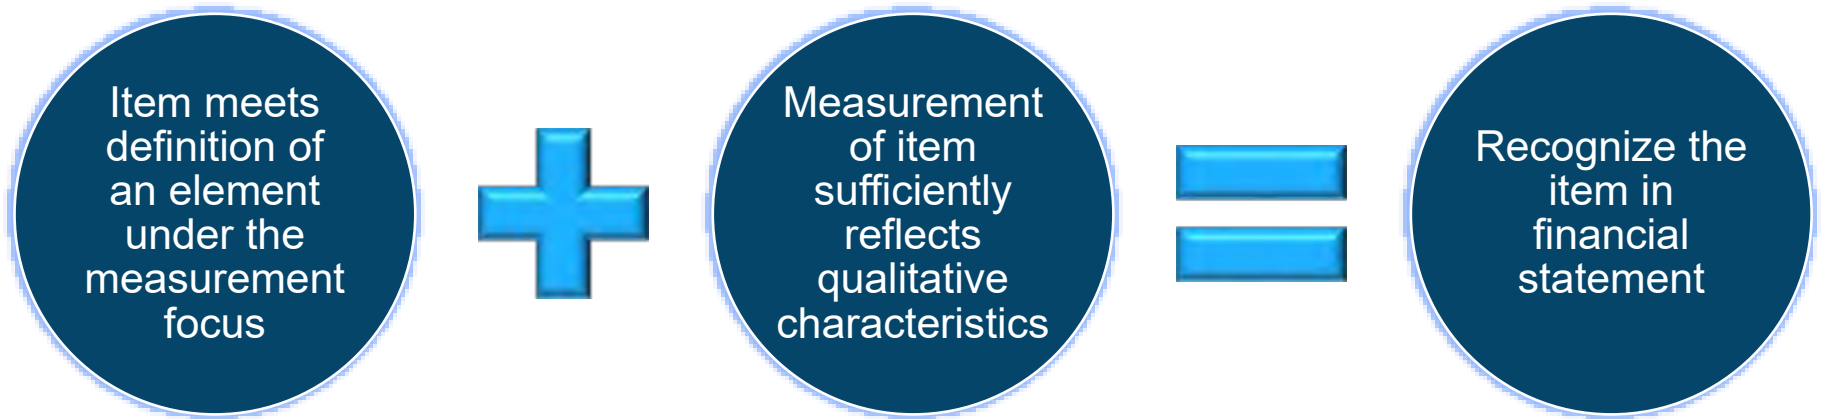 Item meets
definition of
an element
under the
measurement
focus
Measurement
of item
sufficiently
reflects
qualitative
characteristics
Recognize the
item in
financial
statement